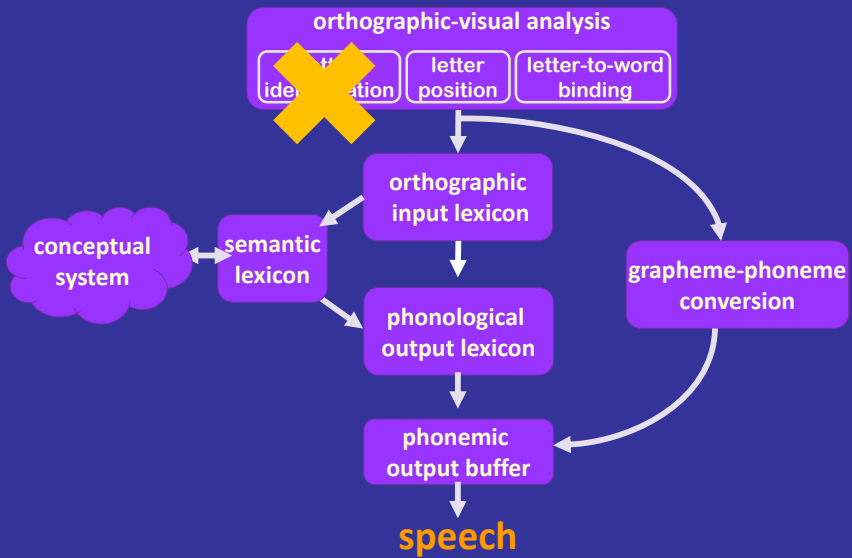 orthographic-visual analysis
letter
position
letter-to-word
binding
orthographic
input lexicon
conceptual
system
semantic
lexicon
grapheme-phoneme
conversion
phonological
output lexicon
phonemic
output buffer
speech